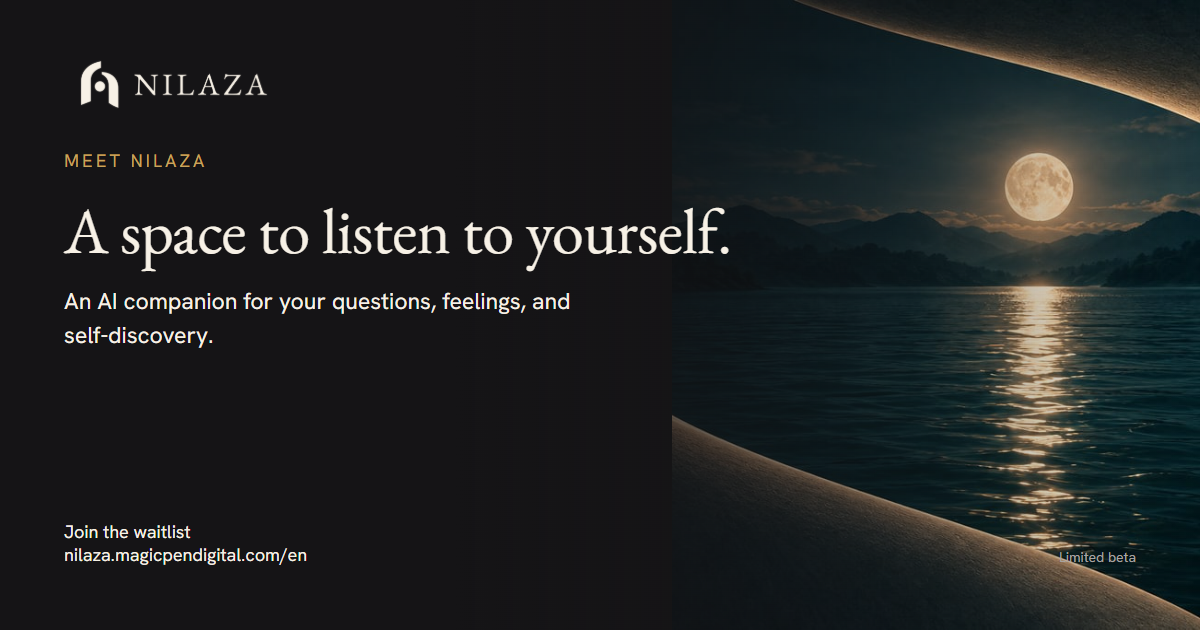 NILAZA
MEET NILAZA
A space to listen to yourself.
An AI companion for your questions, feelings, and
self-discovery.
Join the waitlist
nilaza.magicpendigital.com/en
Limited beta